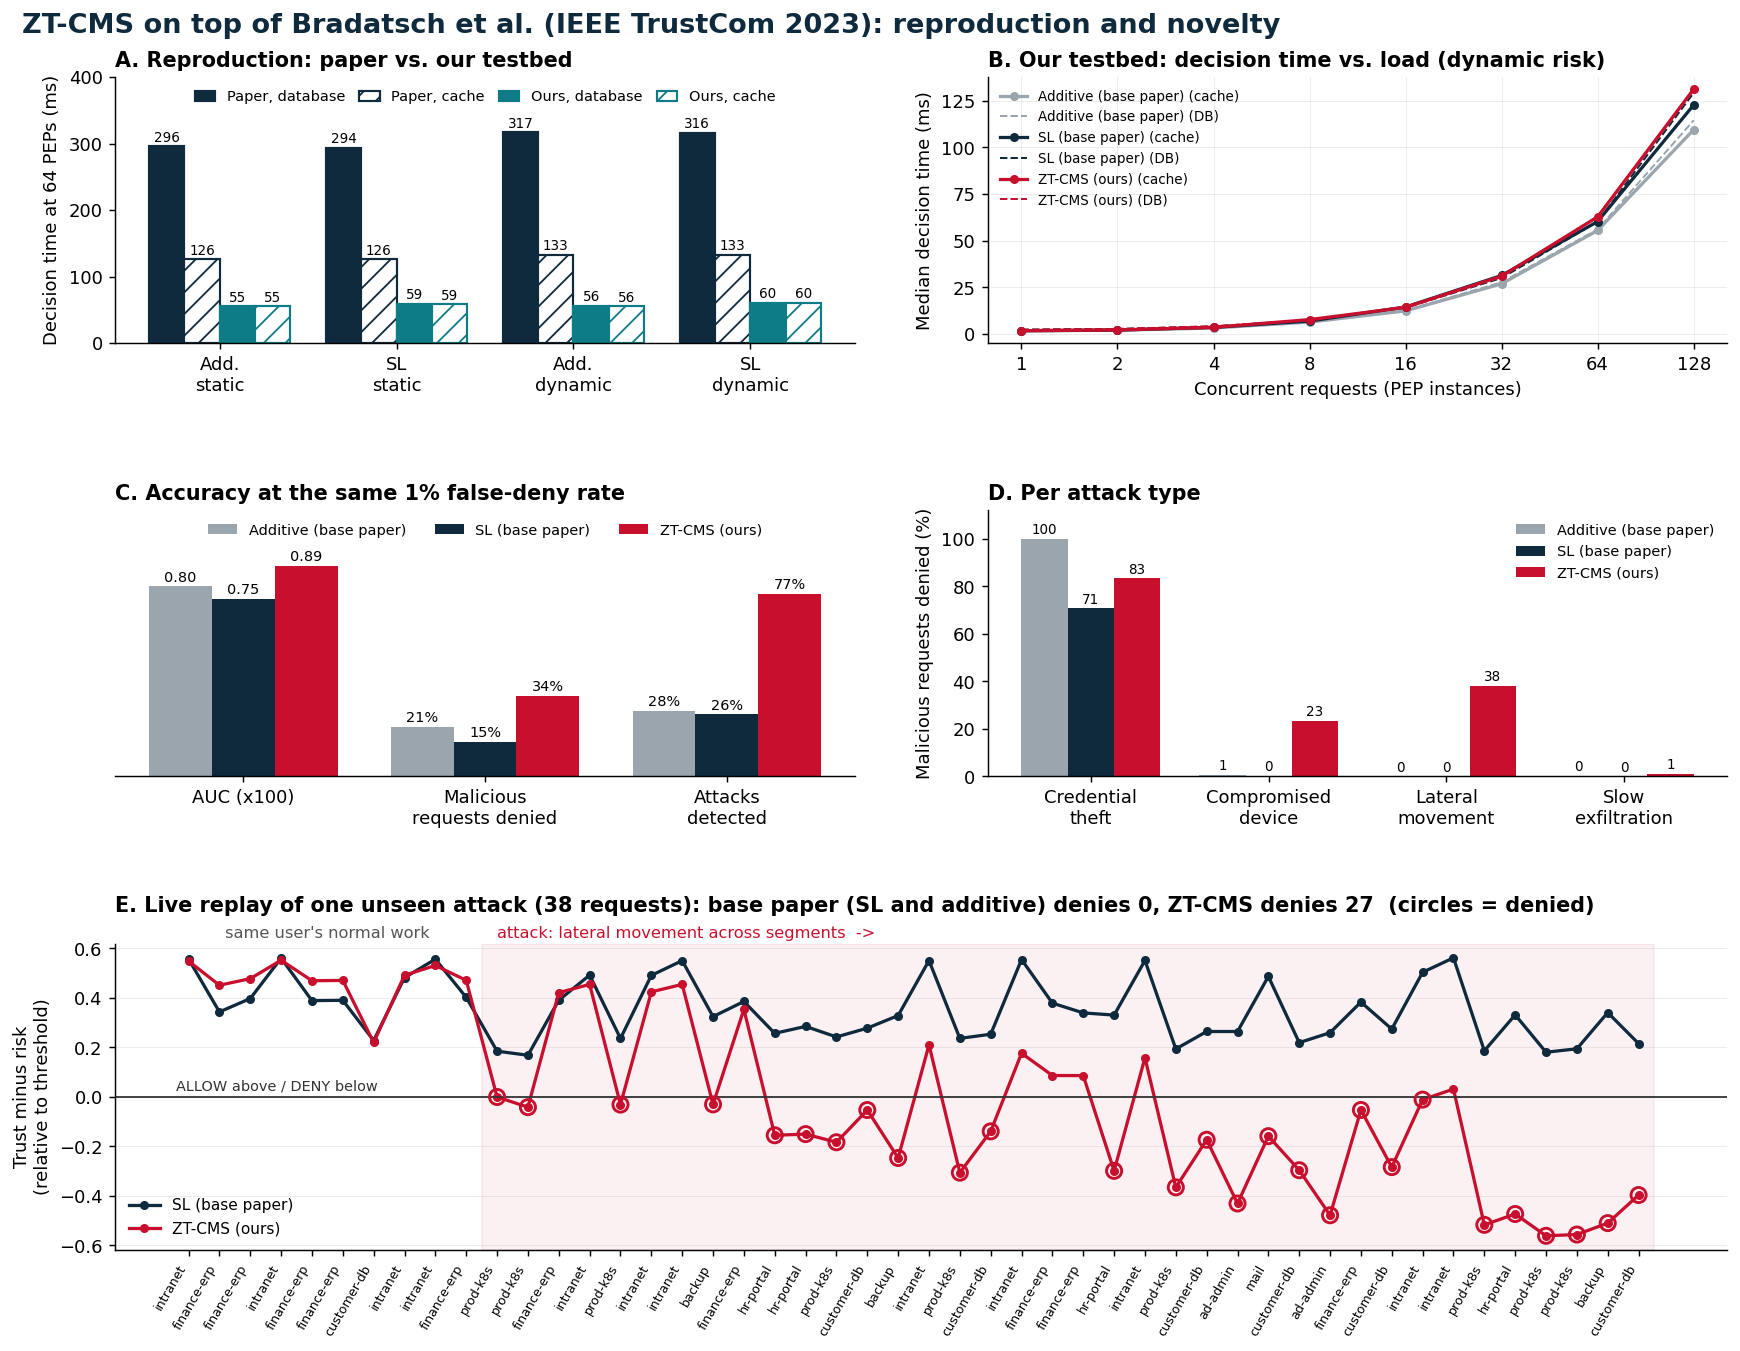 ZT-CMS on top of Bradatsch et al. (IEEE TrustCom 2023): reproduction and novelty
A. Reproduction: paper vs. our testbed
Decision time at 64 PEPs (ms)
400
300
200
100
0
Paper, database
Paper, cache
Ours, database
Ours, cache
296
126
55
55
294
126
59
59
317
133
56
56
316
133
60
60
Add.
static
SL
static
Add.
dynamic
SL
dynamic
B. Our testbed: decision time vs. load (dynamic risk)
Median decision time (ms)
125
100
75
50
25
0
Additive (base paper) (cache)
Additive (base paper) (DB)
SL (base paper) (cache)
SL (base paper) (DB)
ZT-CMS (ours) (cache)
ZT-CMS (ours) (DB)
1
2
4
8
16
32
64
128
Concurrent requests (PEP instances)
C. Accuracy at the same 1% false-deny rate
Additive (base paper)
SL (base paper)
ZT-CMS (ours)
0.80
0.75
0.89
21%
15%
34%
28%
26%
77%
AUC (x100)
Malicious
requests denied
Attacks
detected
D. Per attack type
Malicious requests denied (%)
100
80
60
40
20
0
Additive (base paper)
SL (base paper)
ZT-CMS (ours)
100
71
83
1
0
23
0
0
38
0
0
1
Credential
theft
Compromised
device
Lateral
movement
Slow
exfiltration
E. Live replay of one unseen attack (38 requests): base paper (SL and additive) denies 0, ZT-CMS denies 27  (circles = denied)
same user's normal work
attack: lateral movement across segments  ->
Trust minus risk
(relative to threshold)
0.6
0.4
0.2
0.0
−0.2
−0.4
−0.6
ALLOW above / DENY below
SL (base paper)
ZT-CMS (ours)
intranet
finance-erp
finance-erp
intranet
finance-erp
finance-erp
customer-db
intranet
intranet
finance-erp
prod-k8s
prod-k8s
finance-erp
intranet
prod-k8s
intranet
intranet
backup
finance-erp
hr-portal
hr-portal
prod-k8s
customer-db
backup
intranet
prod-k8s
customer-db
intranet
finance-erp
finance-erp
hr-portal
intranet
prod-k8s
customer-db
ad-admin
mail
customer-db
ad-admin
finance-erp
customer-db
intranet
intranet
prod-k8s
hr-portal
prod-k8s
prod-k8s
backup
customer-db